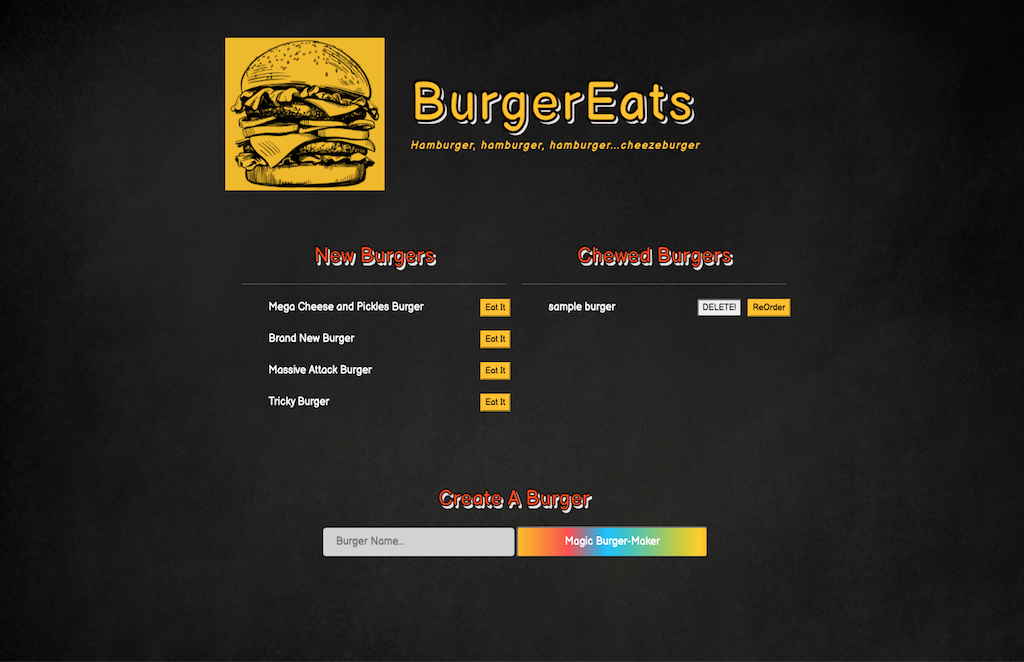 BurgerEats
Hamburger, hamburger, hamburger...cheezeburger
New Burgers
Mega Cheese and Pickles Burger Eat It
Brand New Burger Eat It
Massive Attack Burger Eat It
Tricky Burger Eat It
Chewed Burgers
sample burger DELETE! ReOrder
Create A Burger
Burger Name... Magic Burger-Maker